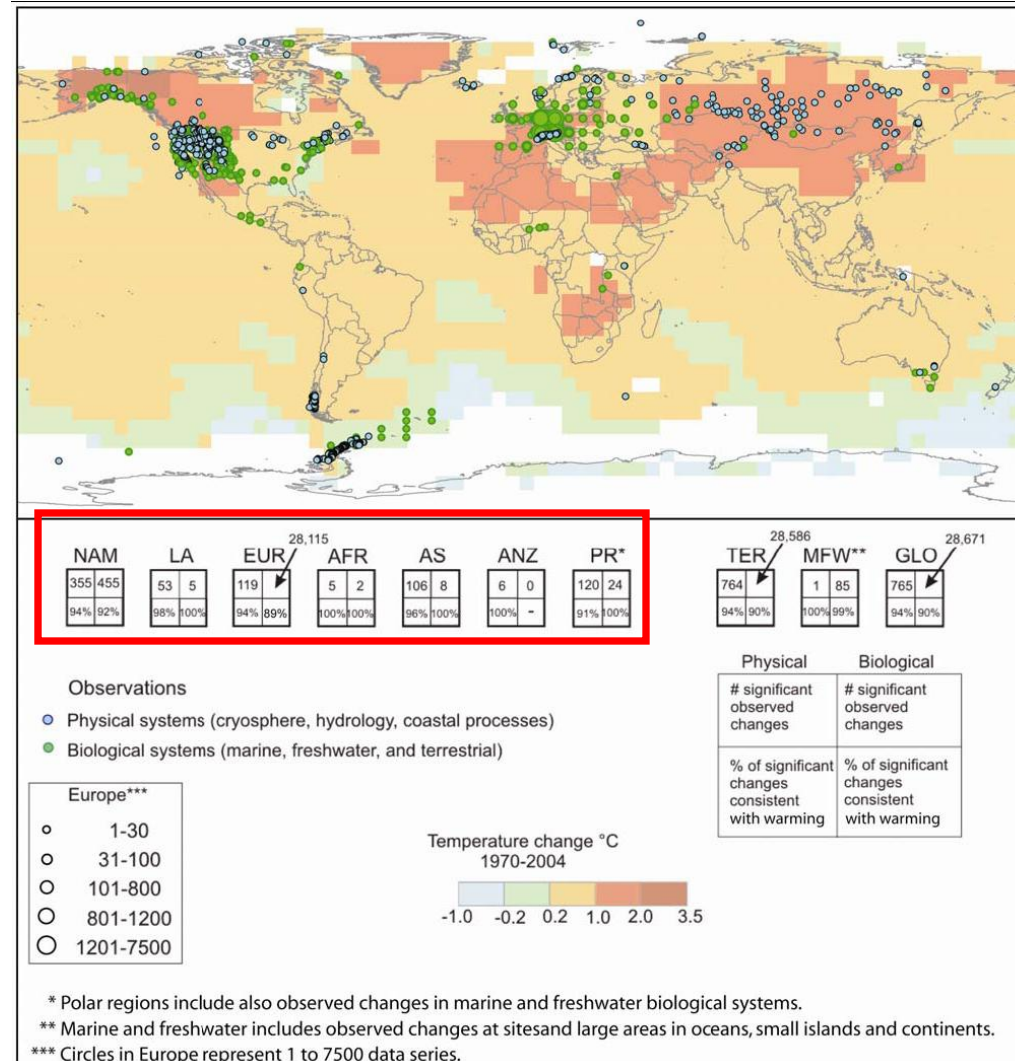 28,115
28,586
28,671
NAM LA EUR AFR AS ANZ PR* TER MFW** GLO
355 455 53 5 119 5 2 106 8 6 0 120 24 764 1 85 765
94% 92% 98% 100% 94% 89% 100% 100% 96% 100% 100% - 91% 100% 94% 90% 100% 99% 94% 90%
Physical Biological
# significant observed changes
# significant observed changes
% of significant changes consistent with warming
% of significant changes consistent with warming
Observations
Physical systems (cryosphere, hydrology, coastal processes)
Biological systems (marine, freshwater, and terrestrial)
Europe***
1-30
31-100
101-800
801-1200
1201-7500
Temperature change °C
1970-2004
-1.0 -0.2 0.2 1.0 2.0 3.5
* Polar regions include also observed changes in marine and freshwater biological systems.
** Marine and freshwater includes observed changes at sitesand large areas in oceans, small islands and continents.
*** Circles in Europe represent 1 to 7500 data series.